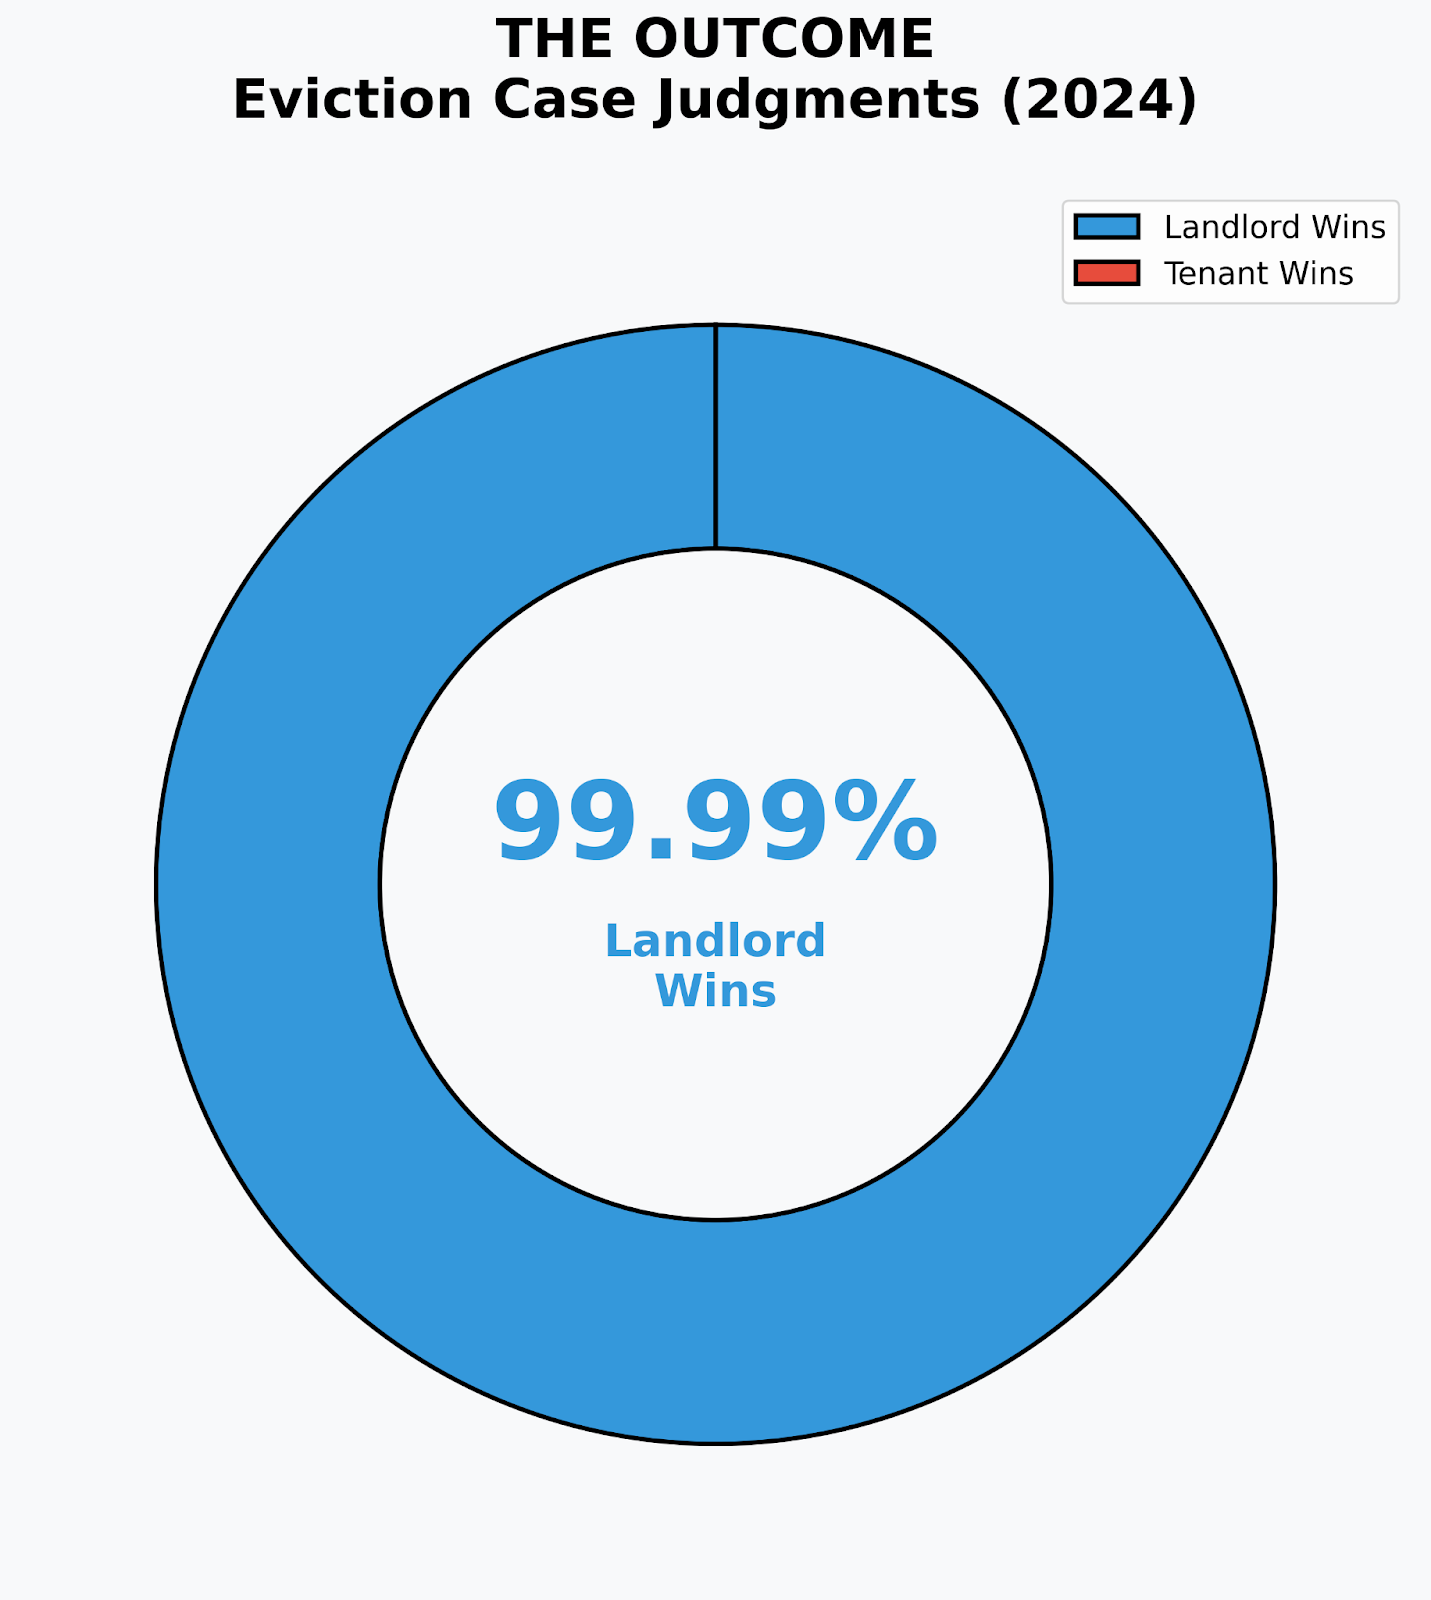 THE OUTCOME
Eviction Case Judgments (2024)
Landlord Wins
Tenant Wins
99.99%
Landlord
Wins